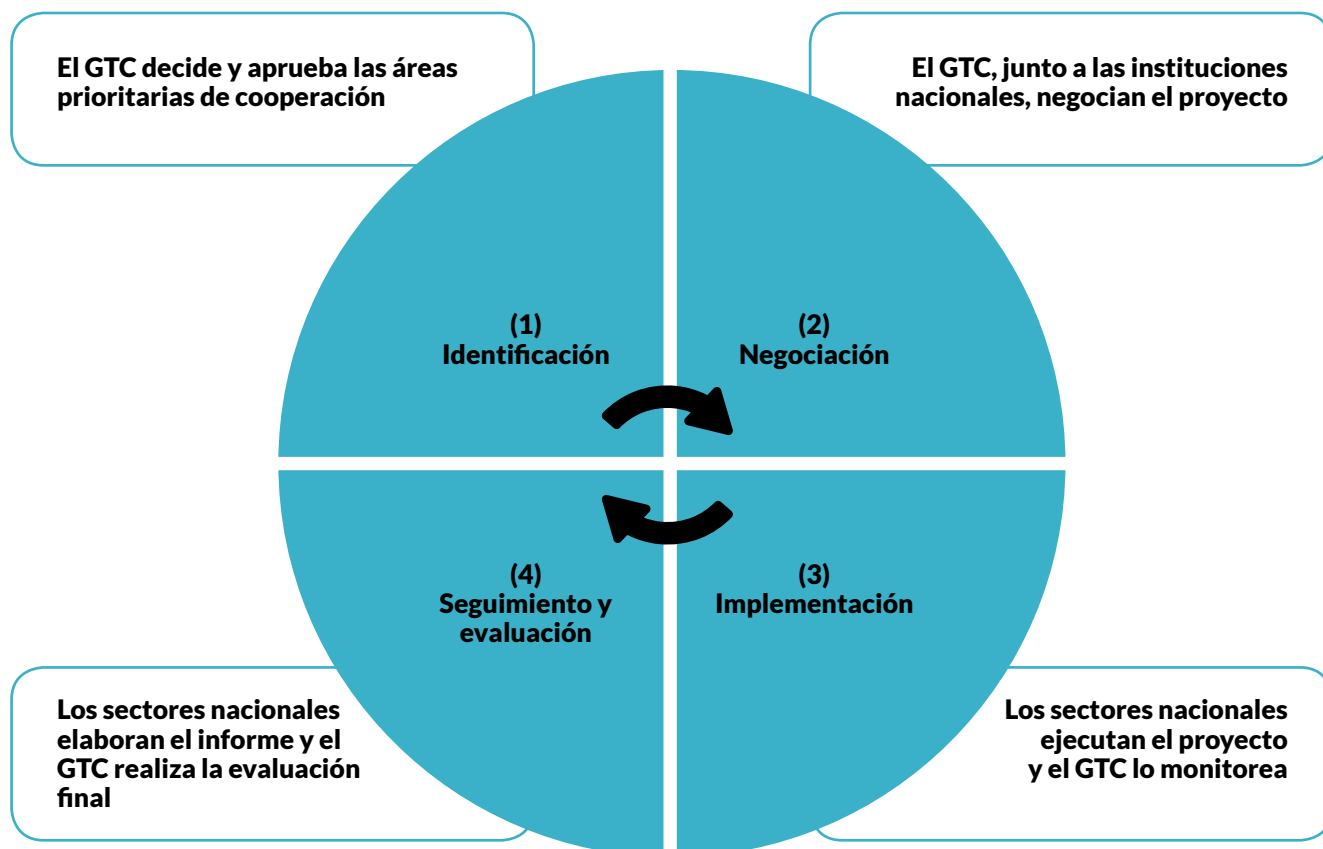 El GTC decide y aprueba las áreas
prioritarias de cooperación
El GTC, junto a las instituciones
nacionales, negocian el proyecto
(1)
Identificación
(2)
Negociación
(4)
Seguimiento y
evaluación
(3)
Implementación
Los sectores nacionales
elaboran el informe y el
GTC realiza la evaluación
final
Los sectores nacionales
ejecutan el proyecto
y el GTC lo monitorea